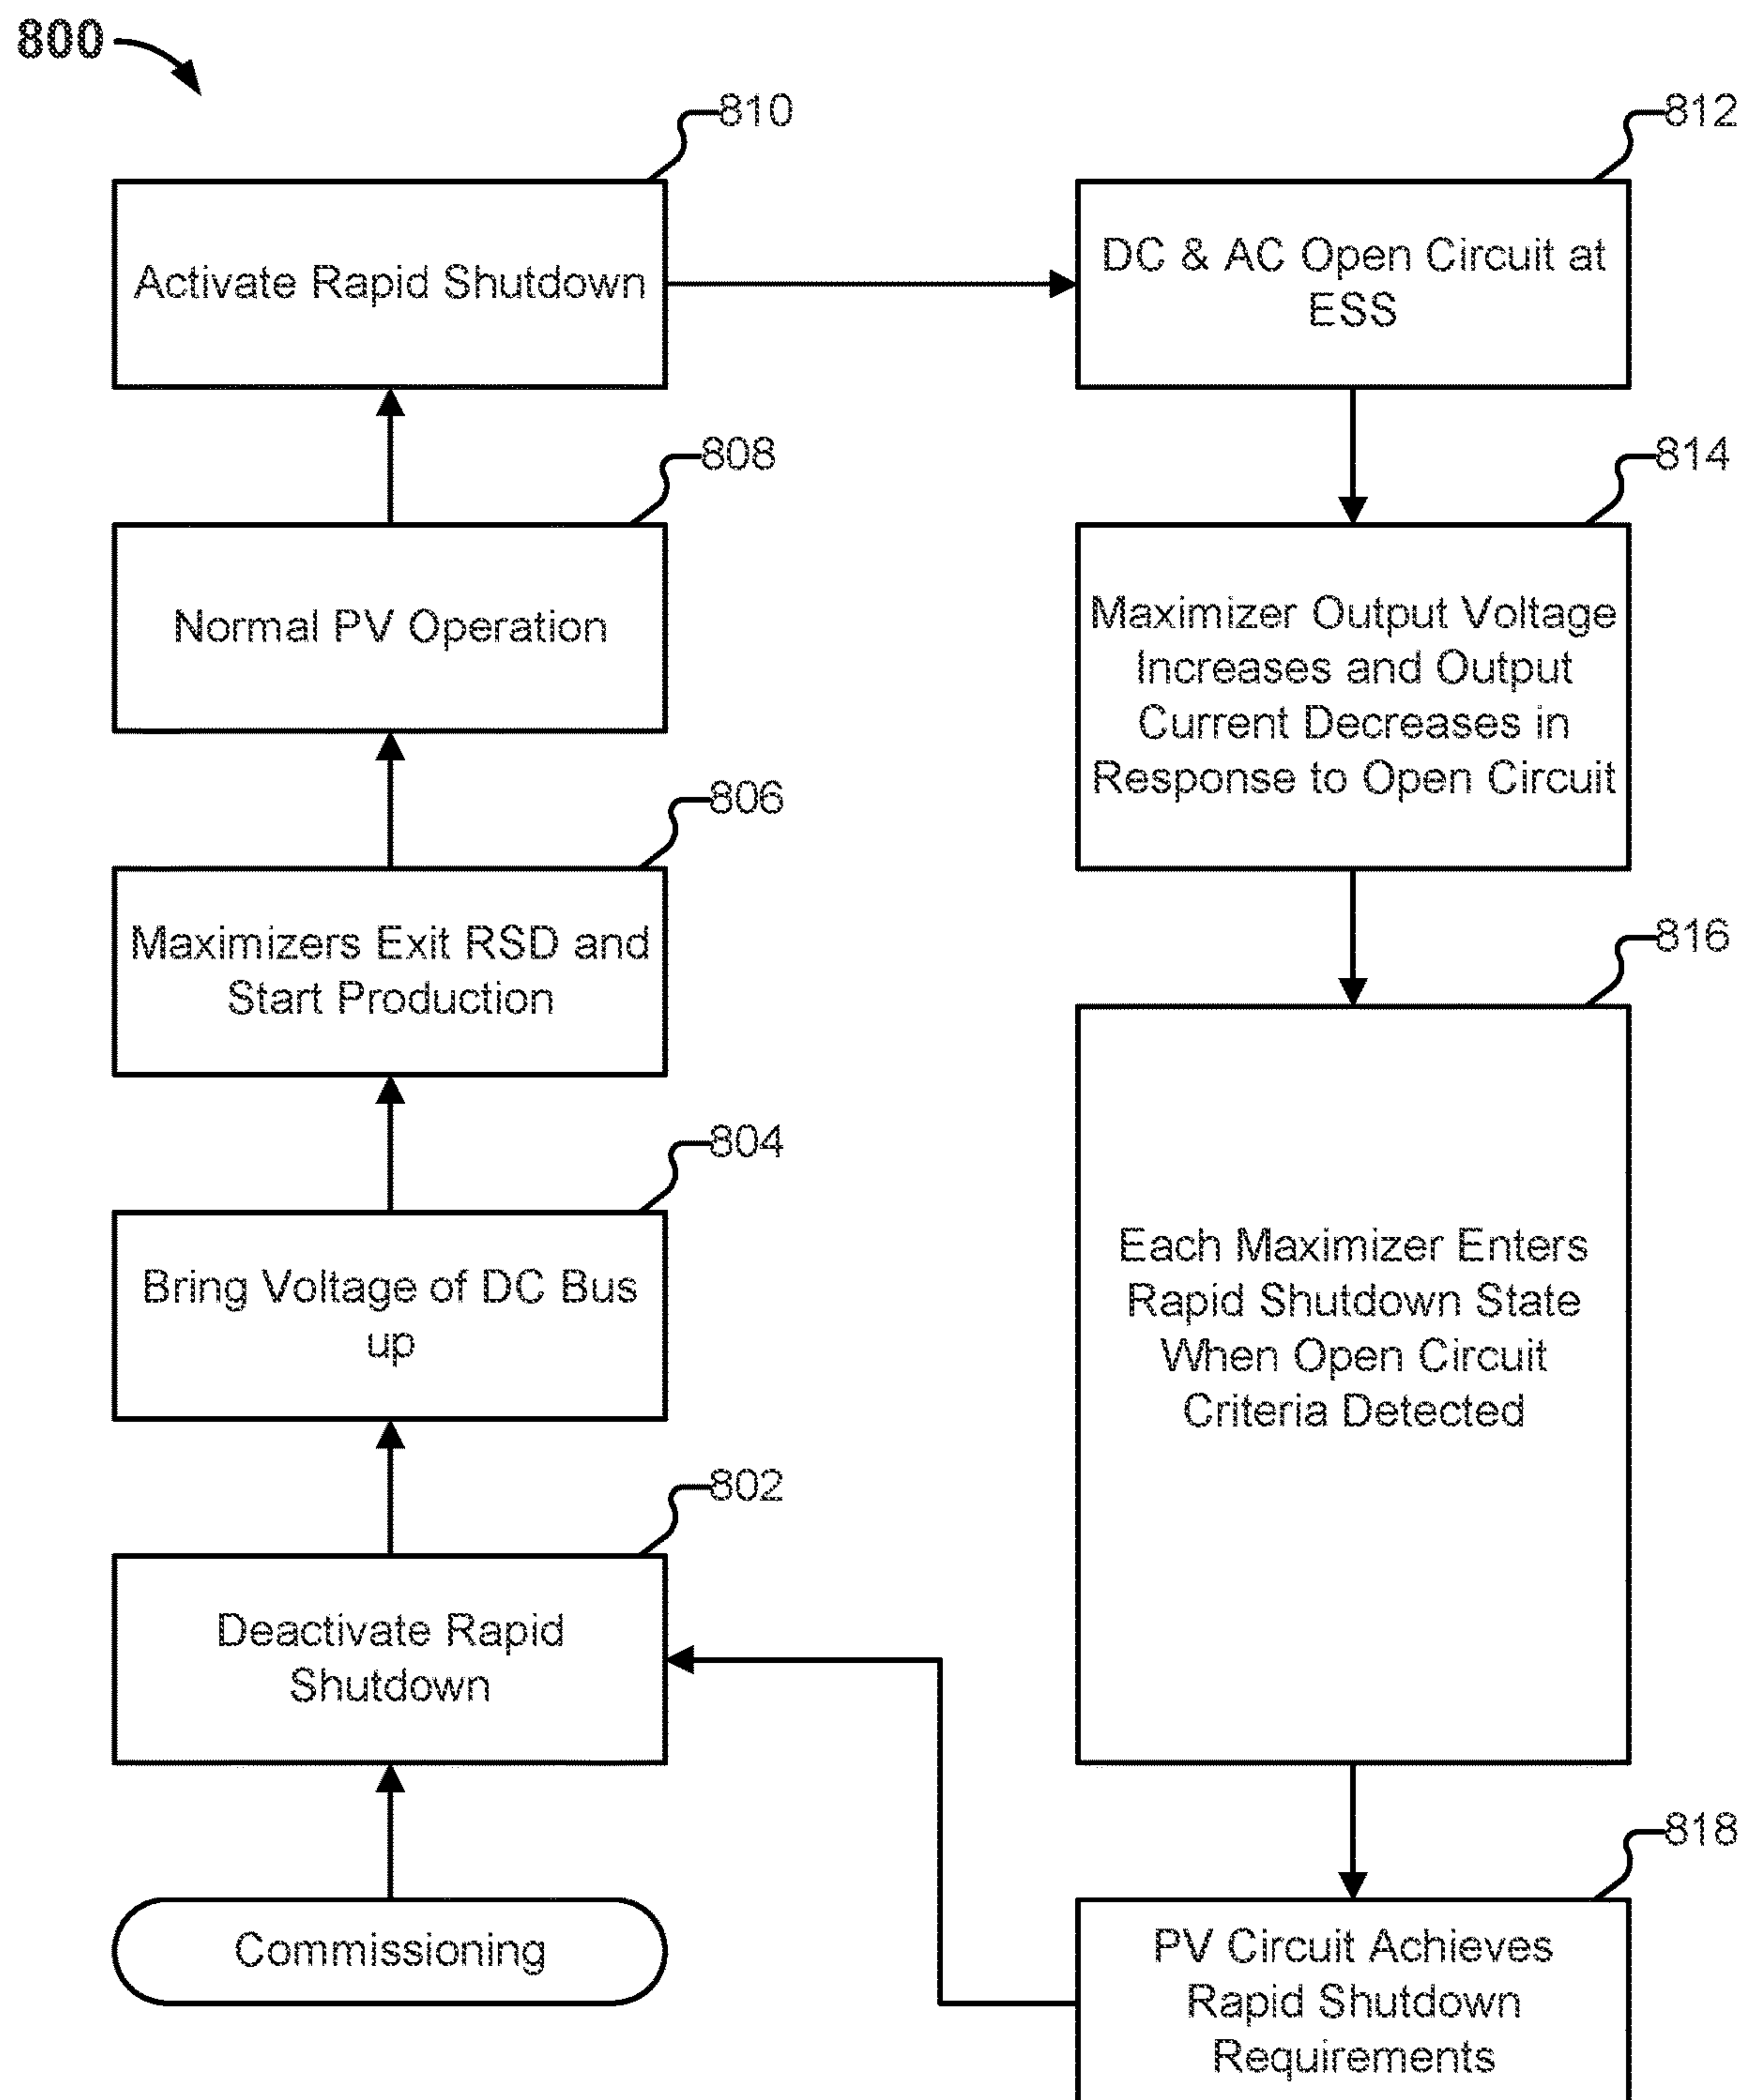 800
810
Activate Rapid Shutdown
812
DC & AC Open Circuit at
ESS
808
Normal PV Operation
814
Maximizer Output Voltage
Increases and Output
Current Decreases in
Response to Open Circuit
806
Maximizers Exit RSD and
Start Production
816
Each Maximizer Enters
Rapid Shutdown State
When Open Circuit
Criteria Detected
804
Bring Voltage of DC Bus
up
802
Deactivate Rapid
Shutdown
818
PV Circuit Achieves
Rapid Shutdown
Requirements
Commissioning